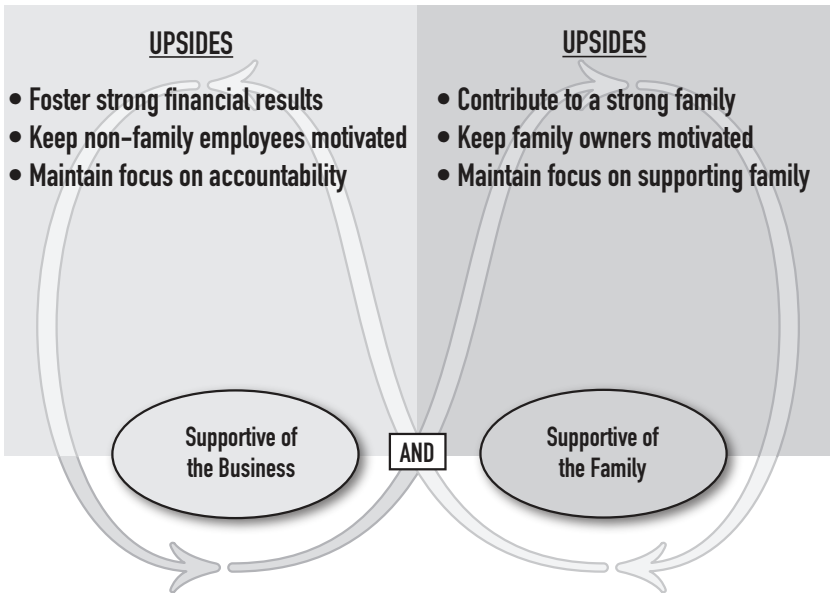 UPSIDES
• Foster strong financial results
• Keep non-family employees motivated
• Maintain focus on accountability
UPSIDES
• Contribute to a strong family
• Keep family owners motivated
• Maintain focus on supporting family
Supportive of
the Business
AND
Supportive of
the Family